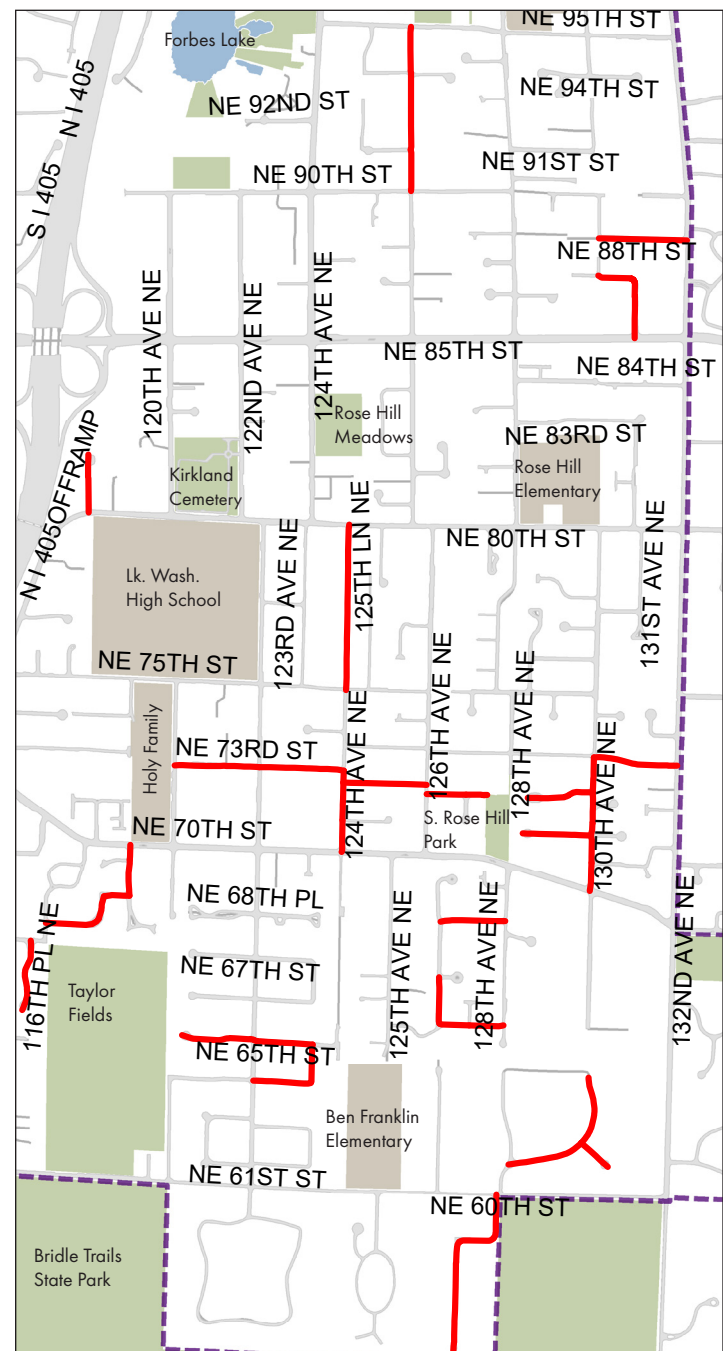 NE 95TH ST
Forbes Lake
N I 405
NE 94TH ST
NE 92ND ST
NE 91ST ST
NE 90TH ST
S I 405
NE 88TH ST
120TH AVE NE
122ND AVE NE
124TH AVE NE
NE 85TH ST
NE 84TH ST
Rose Hill
Meadows
NE 83RD ST
Kirkland
Cemetery
Rose Hill
Elementary
N I 405OFFRAMP
125TH LN NE
NE 80TH ST
123RD AVE NE
131ST AVE NE
Lk. Wash.
High School
NE 75TH ST
Holy Family
NE 73RD ST
124TH AVE NE
126TH AVE NE
128TH AVE NE
130TH AVE NE
S. Rose Hill
Park
NE 70TH ST
NE 68TH PL
116TH PL NE
NE 67TH ST
125TH AVE NE
128TH AVE NE
132ND AVE NE
Taylor
Fields
NE 65TH ST
Ben Franklin
Elementary
NE 61ST ST
NE 60TH ST
Bridle Trails
State Park